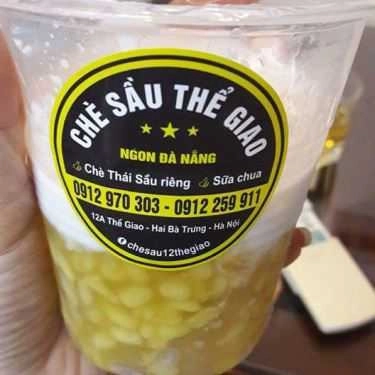 CHÈ SẦU THỂ GIAO
NGON ĐÀ NẴNG
Chè Thái Sầu riêng Sữa chua
0912 970 303 - 0912 259 911
12A Thể Giao - Hai Bà Trưng - Hà Nội
chesau12thegiao